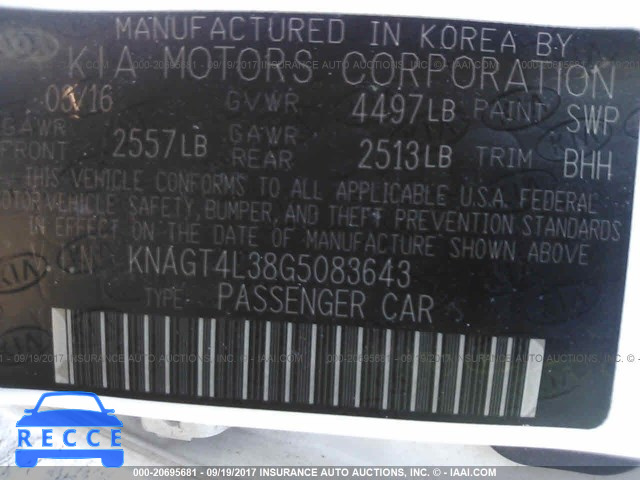 MANUFACTURED IN KOREA BY
KIA MOTORS CORPORATION
05/16 GVWR 4497LB PAINT SWP
GAWR FRONT 2557LB GAWR REAR 2513LB TRIM BHH
THIS VEHICLE CONFORMS TO ALL APPLICABLE U.S.A. FEDERAL
MOTOR VEHICLE SAFETY, BUMPER, AND THEFT PREVENTION STANDARDS
IN EFFECT ON THE DATE OF MANUFACTURE SHOWN ABOVE
KNAGT4L38G5083643
TYPE: PASSENGER CAR
000-20695681 - 09/19/2017 INSURANCE AUTO AUCTIONS, INC. - © IAAI.COM
RECCE